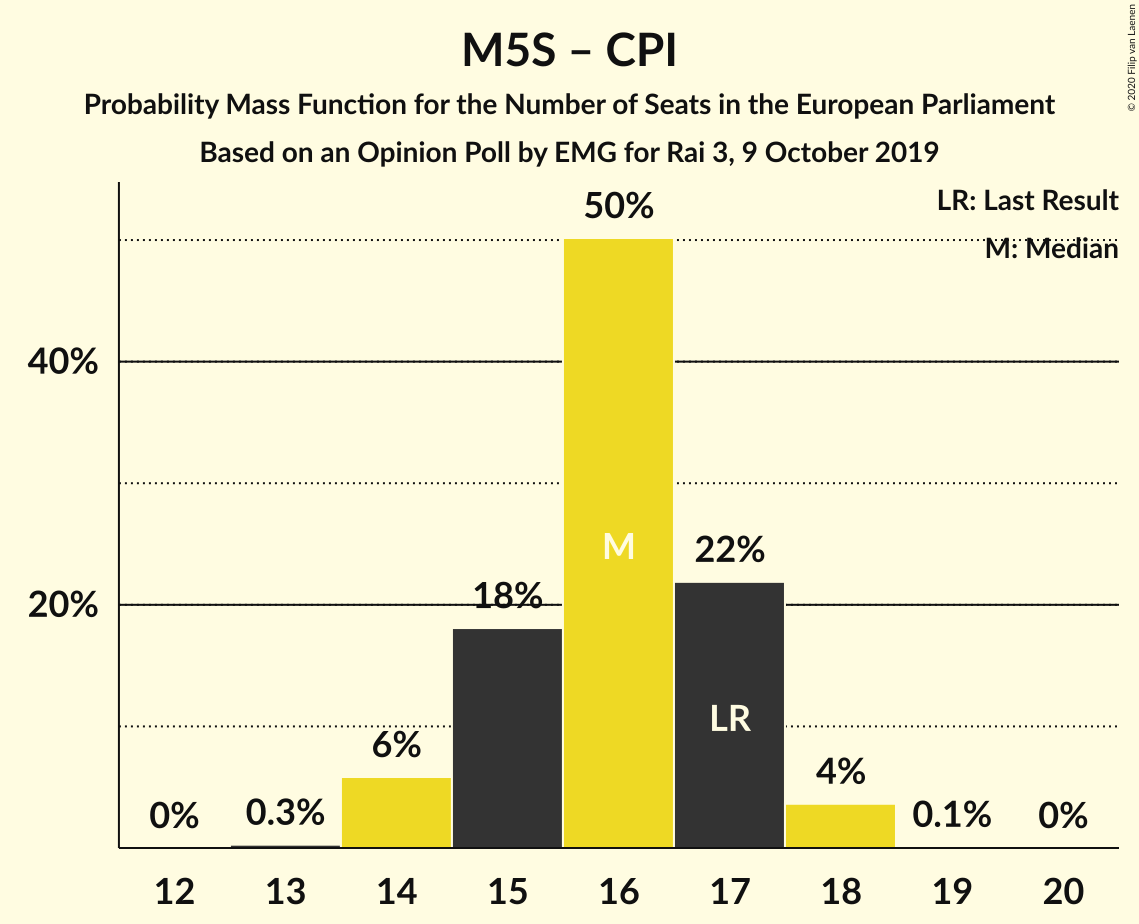 M5S – CPI
Probability Mass Function for the Number of Seats in the European Parliament
Based on an Opinion Poll by EMG for Rai 3, 9 October 2019
© 2020 Filip van Laenen
LR: Last Result
M: Median
50%
40%
M
22%
20%
18%
LR
6%
4%
0%
0.3%
0.1%
0%
12 13 14 15 16 17 18 19 20